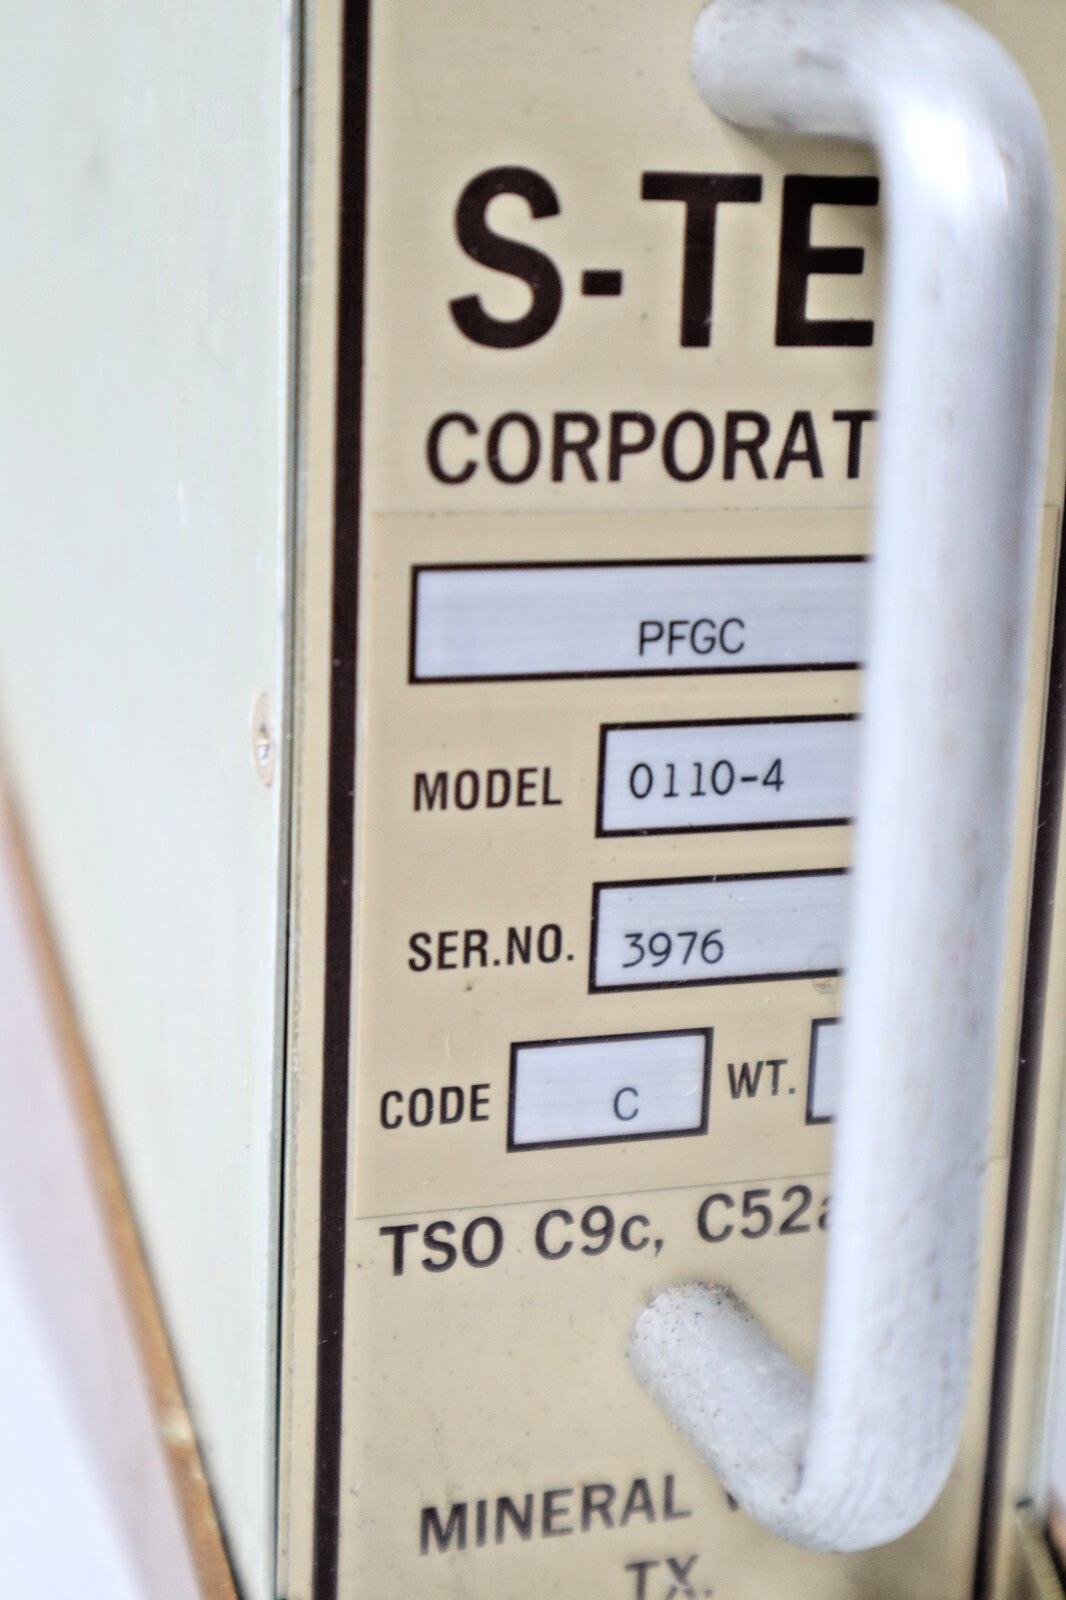 S-TE
CORPORAT
PFGC
MODEL 0110-4
SER.NO. 3976
CODE C WT.
TSO C9c, C52a
MINERAL
TX.